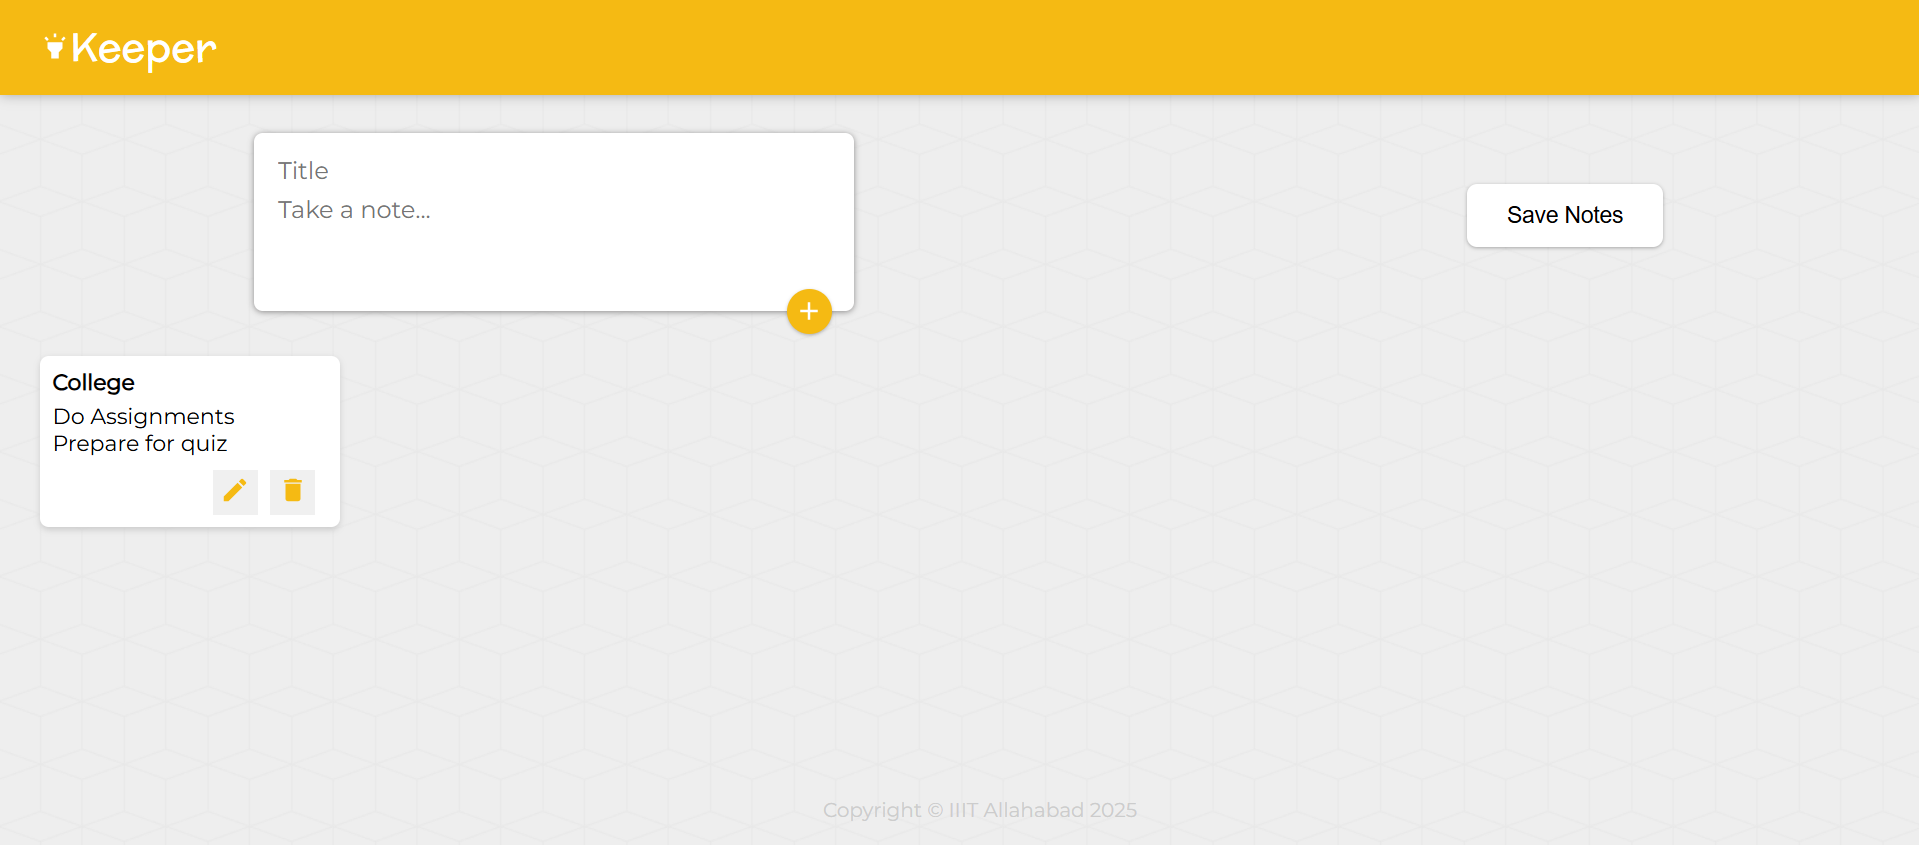 Keeper
Title
Take a note...
Save Notes
College
Do Assignments
Prepare for quiz
Copyright © IIIT Allahabad 2025